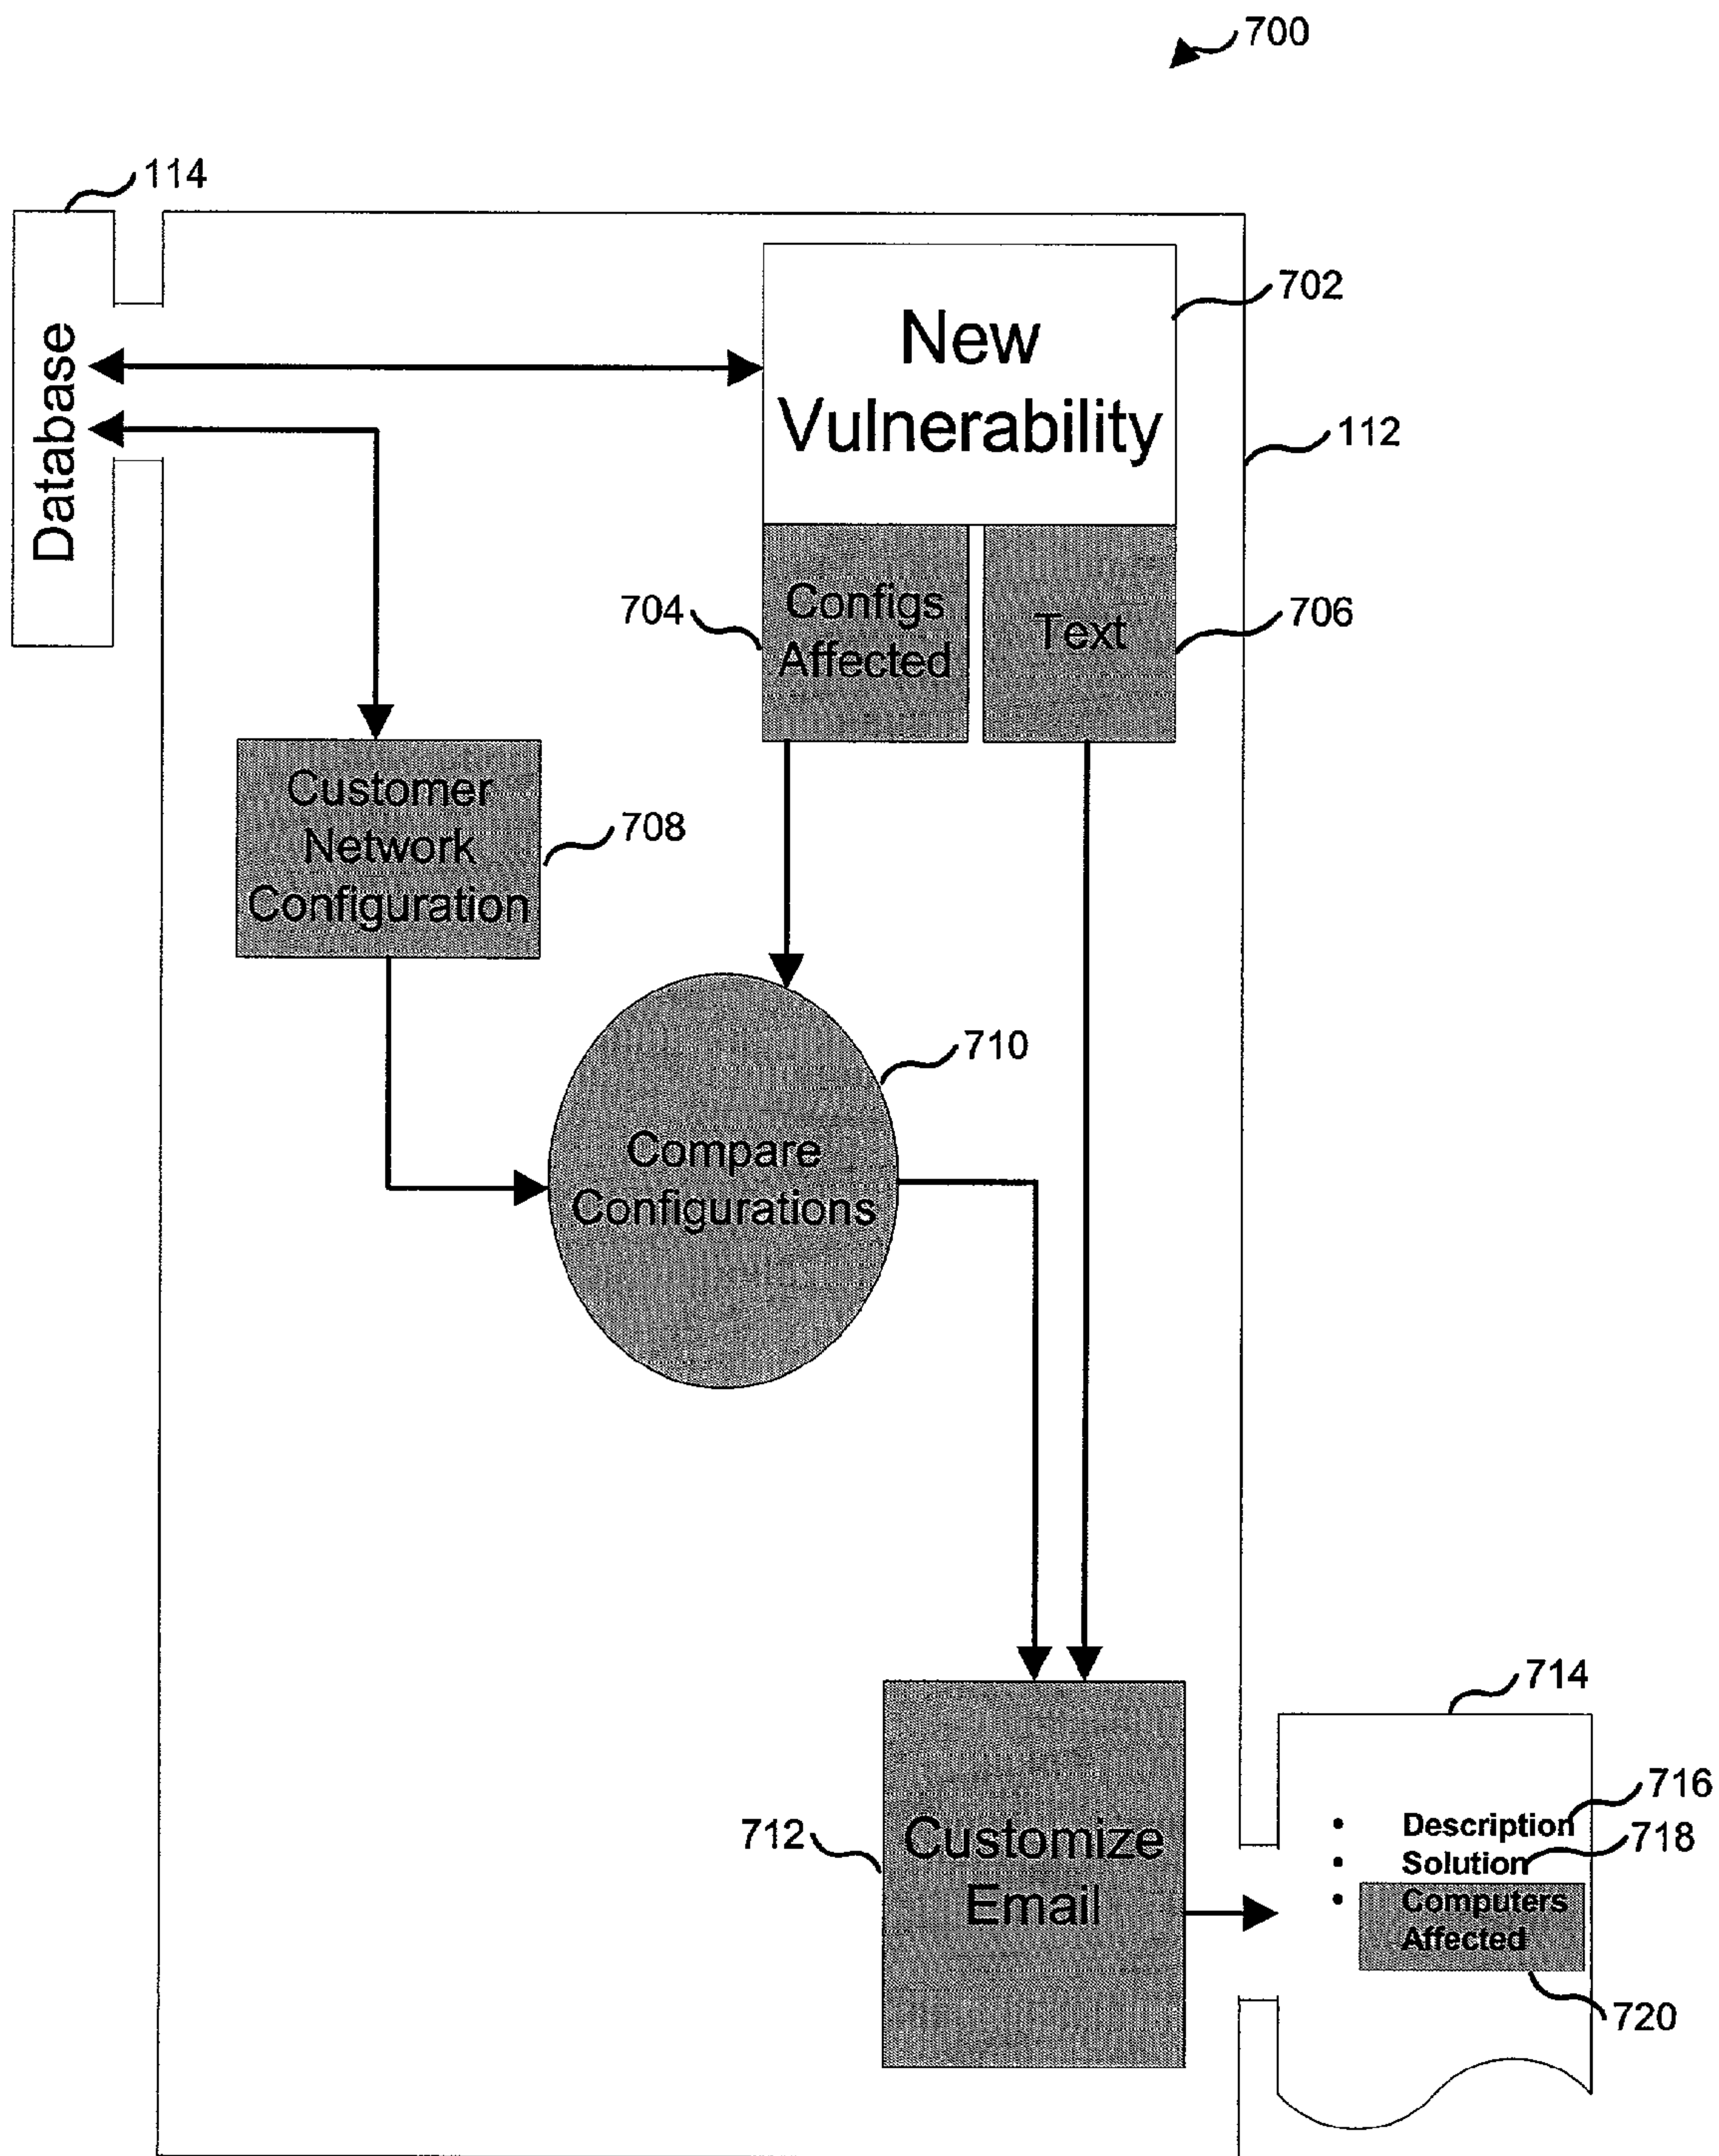 700
114
702
New
Vulnerability
Database
112
704
Configs
Affected
Text
706
Customer
Network
Configuration
708
710
Compare
Configurations
714
716
• Description
718
• Solution
712
Customize
Email
• Computers
Affected
720